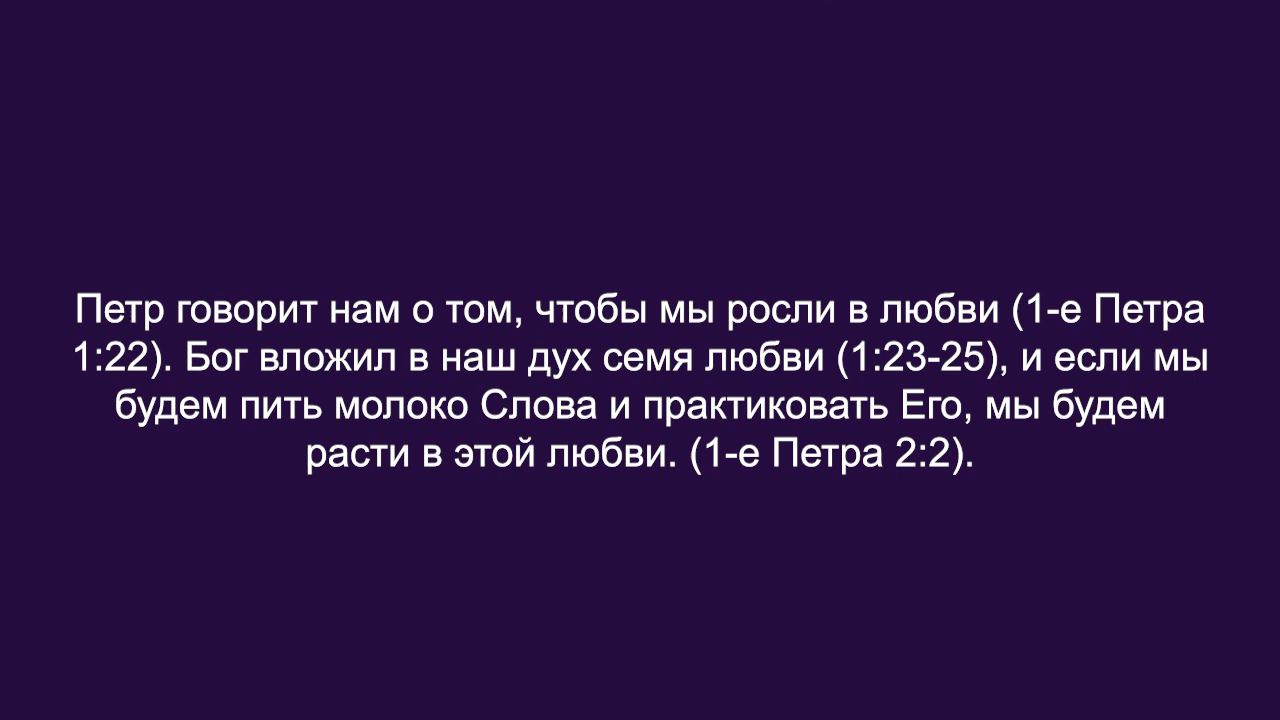 Петр говорит нам о том, чтобы мы росли в любви (1-е Петра
1:22). Бог вложил в наш дух семя любви (1:23-25), и если мы
будем пить молоко Слова и практиковать Его, мы будем
расти в этой любви. (1-е Петра 2:2).